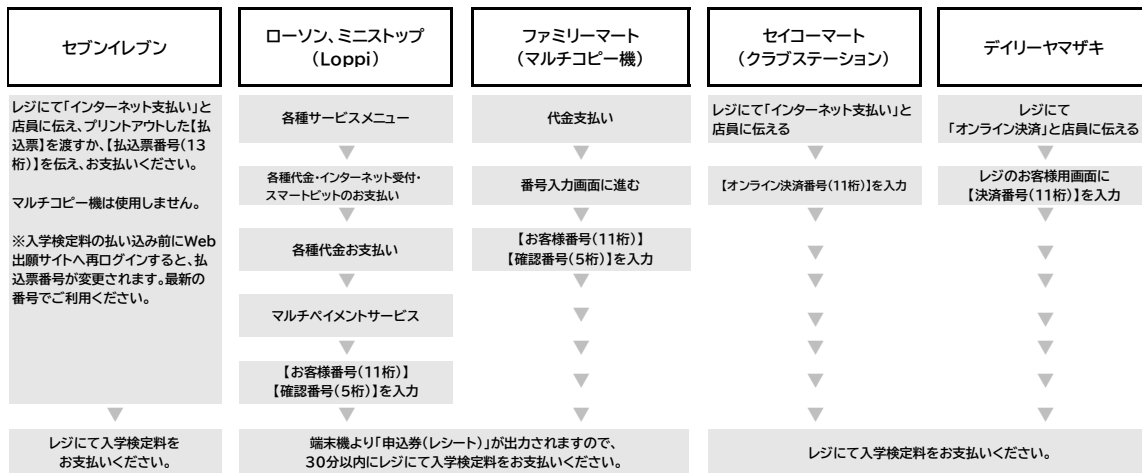 セブンイレブン
レジにて「インターネット支払い」と
店員に伝え、プリントアウトした【払
込票】を渡すか、【払込票番号(13
桁)】を伝え、お支払いください。
マルチコピー機は使用しません。
※入学検定料の払い込み前にWeb
出願サイトへ再ログインすると、払
込票番号が変更されます。最新の
番号でご利用ください。
レジにて入学検定料を
お支払いください。
ローソン、ミニストップ
(Loppi)
各種サービスメニュー
各種代金・インターネット受付・
スマートピットのお支払い
各種代金お支払い
マルチペイメントサービス
【お客様番号(11桁)】
【確認番号(5桁)】を入力
ファミリーマート
(マルチコピー機)
代金支払い
番号入力画面に進む
【お客様番号(11桁)】
【確認番号(5桁)】を入力
端末機より「申込券(レシート)」が出力されますので、
30分以内にレジにて入学検定料をお支払いください。
セイコーマート
(クラブステーション)
レジにて「インターネット支払い」と
店員に伝える
【オンライン決済番号(11桁)】を入力
デイリーヤマザキ
レジにて
「オンライン決済」と店員に伝える
レジのお客様用画面に
【決済番号(11桁)】を入力
レジにて入学検定料をお支払いください。